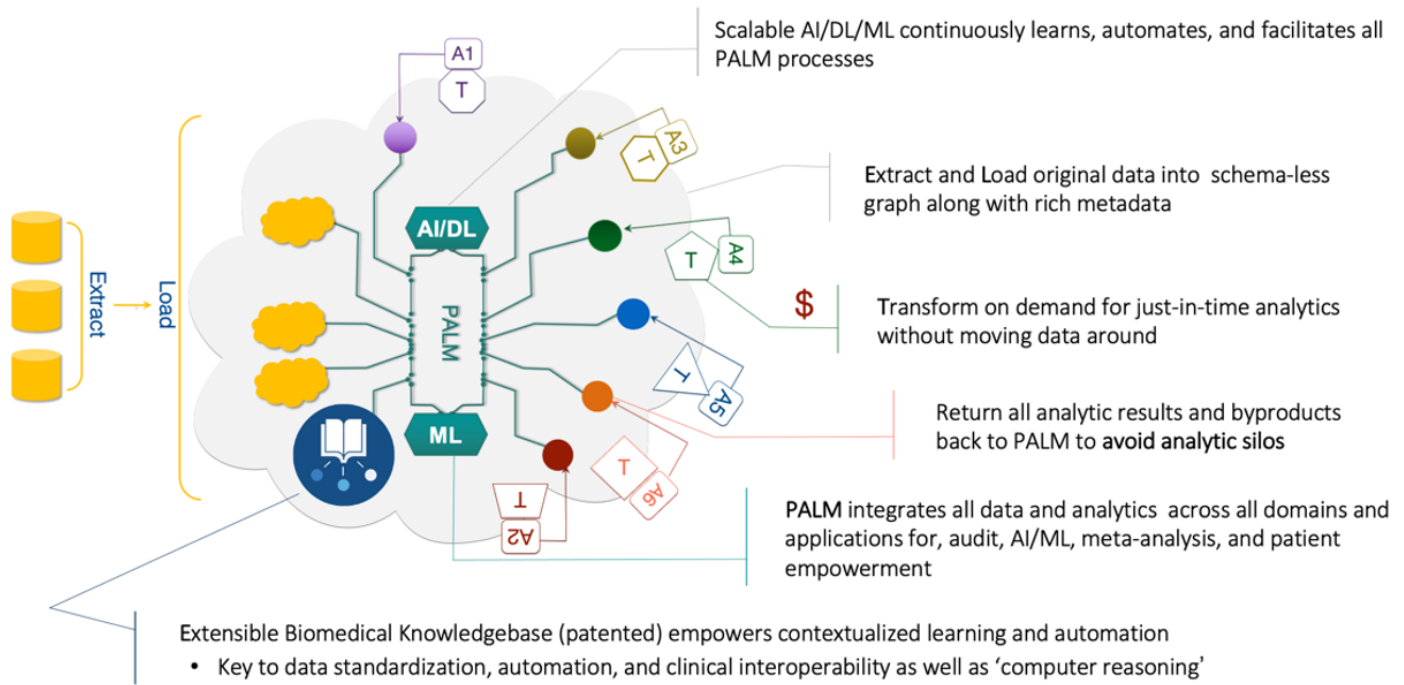 Scalable AI/DL/ML continuously learns, automates, and facilitates all
PALM processes
A1
T
A3
T
Extract and Load original data into schema-less
graph along with rich metadata
AI/DL
A4
T
Extract
Load
PALM
$
Transform on demand for just-in-time analytics
without moving data around
T
A5
Return all analytic results and byproducts
back to PALM to avoid analytic silos
ML
T
A6
T
A2
PALM integrates all data and analytics across all domains and
applications for, audit, AI/ML, meta-analysis, and patient
empowerment
Extensible Biomedical Knowledgebase (patented) empowers contextualized learning and automation
• Key to data standardization, automation, and clinical interoperability as well as ‘computer reasoning’